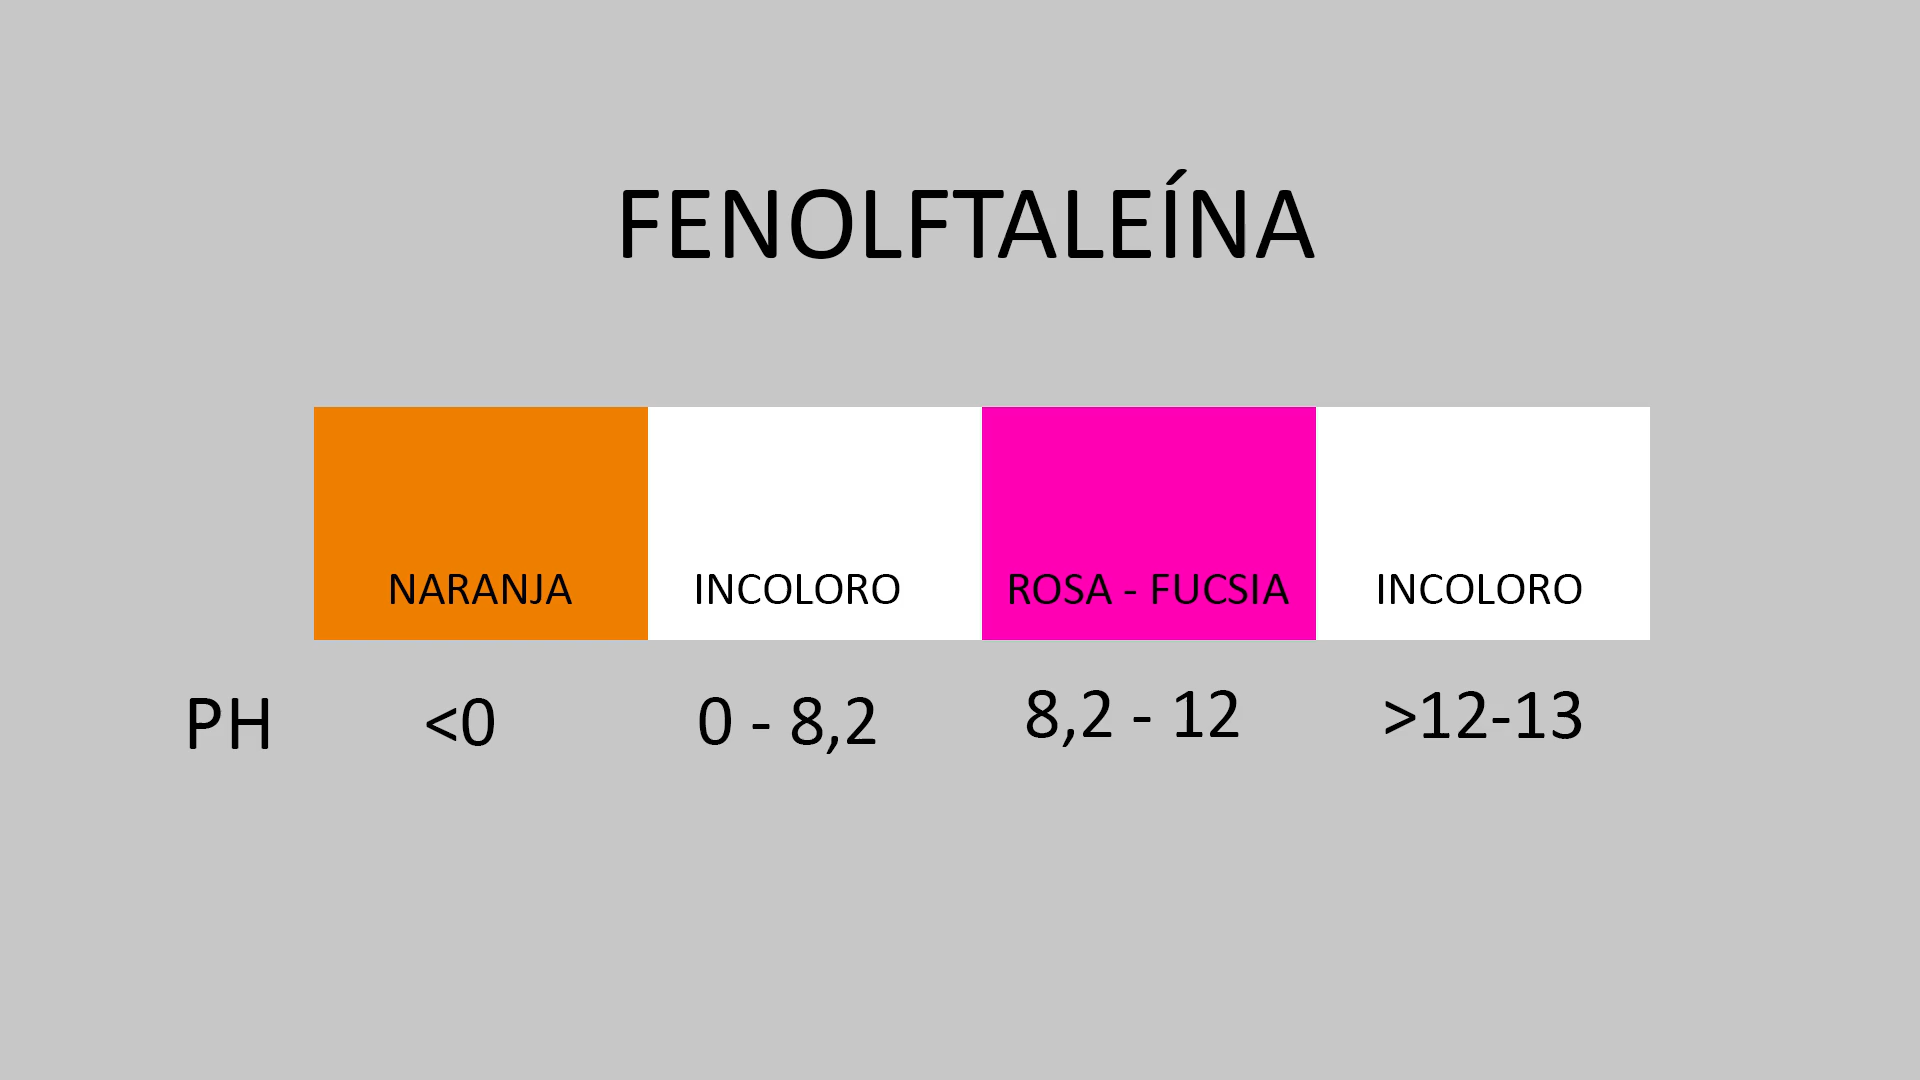 FENOLFTALEÍNA
NARANJA INCOLORO ROSA - FUCSIA INCOLORO
PH <0 0 - 8,2 8,2 - 12 >12-13